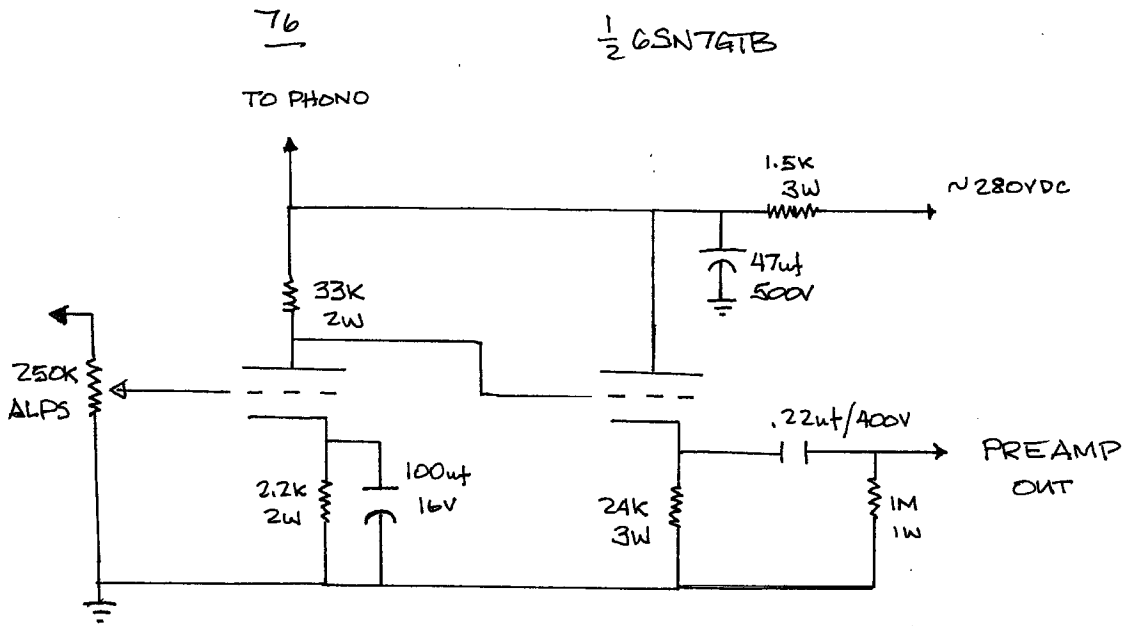 76
1/2 6SN7GTB
TO PHONO
1.5K
3W
~280VDC
47uf
500V
33K
2W
250K
ALPS
.22uf/400V
PREAMP
OUT
100uf
16V
2.2K
2W
24K
3W
1M
1W